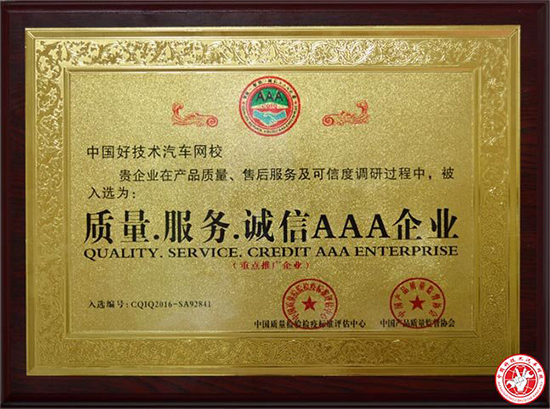 AAA
中国好技术汽车网校
贵企业在产品质量、售后服务及可信度调研过程中，被
入选为：
质量.服务.诚信AAA企业
QUALITY. SERVICE. CREDIT AAA ENTERPRISE
（重点推广企业）
入选编号：CQIQ2016-SA92841
中国质量检验检疫标准评估中心
中国产品质量监督协会